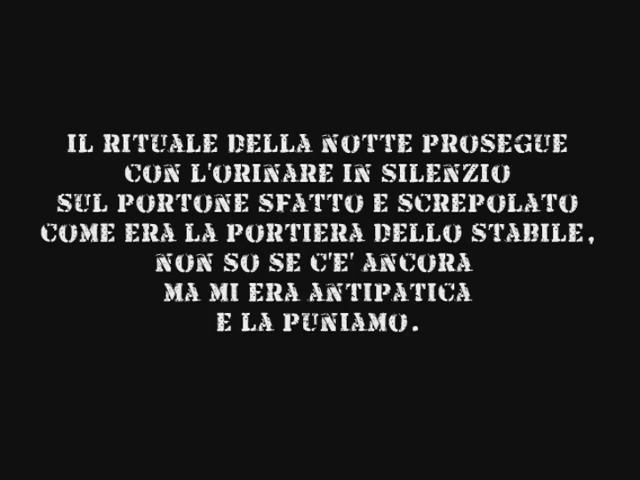 IL RITUALE DELLA NOTTE PROSEGUE
CON L'ORINARE IN SILENZIO
SUL PORTONE SFATTO E SCREPOLATO
COME ERA LA PORTIERA DELLO STABILE,
NON SO SE C'E' ANCORA
MA MI ERA ANTIPATICA
E LA PUNIAMO.